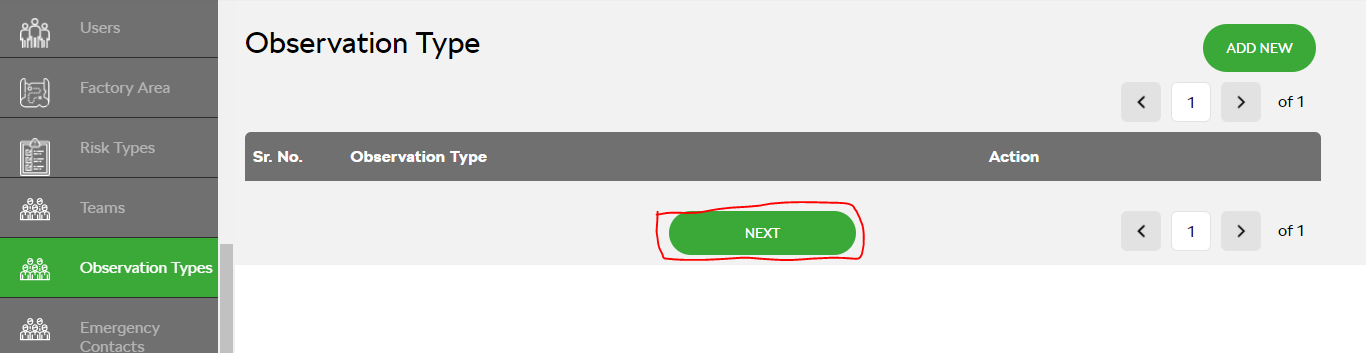 Users
Factory Area
Risk Types
Teams
Observation Types
Emergency
Contacts
Observation Type
ADD NEW
1 of 1
Sr. No. Observation Type Action
NEXT
1 of 1